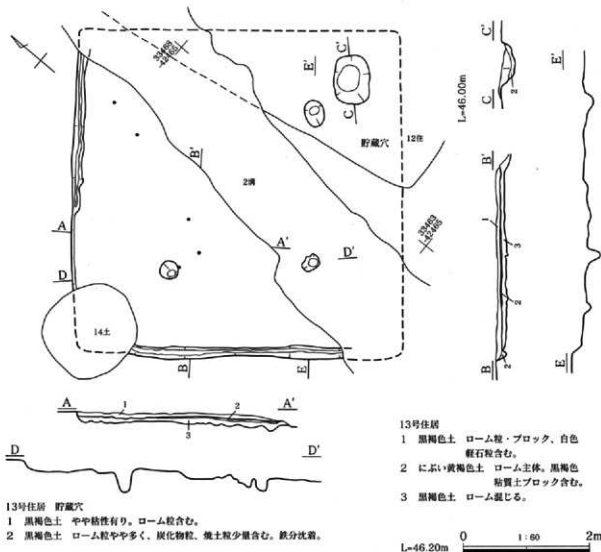 33463
-42465
E'
C'
C
貯蔵穴
12住
B'
2溝
A
D
A'
D'
33463
-42465
14土
B
E
C'
C
2
L=46.00m
E'
B'
1
3
2
B
2
E
A
1
2
A'
3
D
D'
13号住居 貯蔵穴
1 黒褐色土 やや粘性有り。ローム粒含む。
2 黒褐色土 ローム粒やや多く、炭化物粒、焼土粒少量含む。鉄分沈着。
13号住居
1 黒褐色土 ローム粒・ブロック、白色
軽石粒含む。
2 にぶい黄褐色土 ローム主体。黒褐色
粘質土ブロック含む。
3 黒褐色土 ローム混じる。
L=46.20m
0 1:60 2m